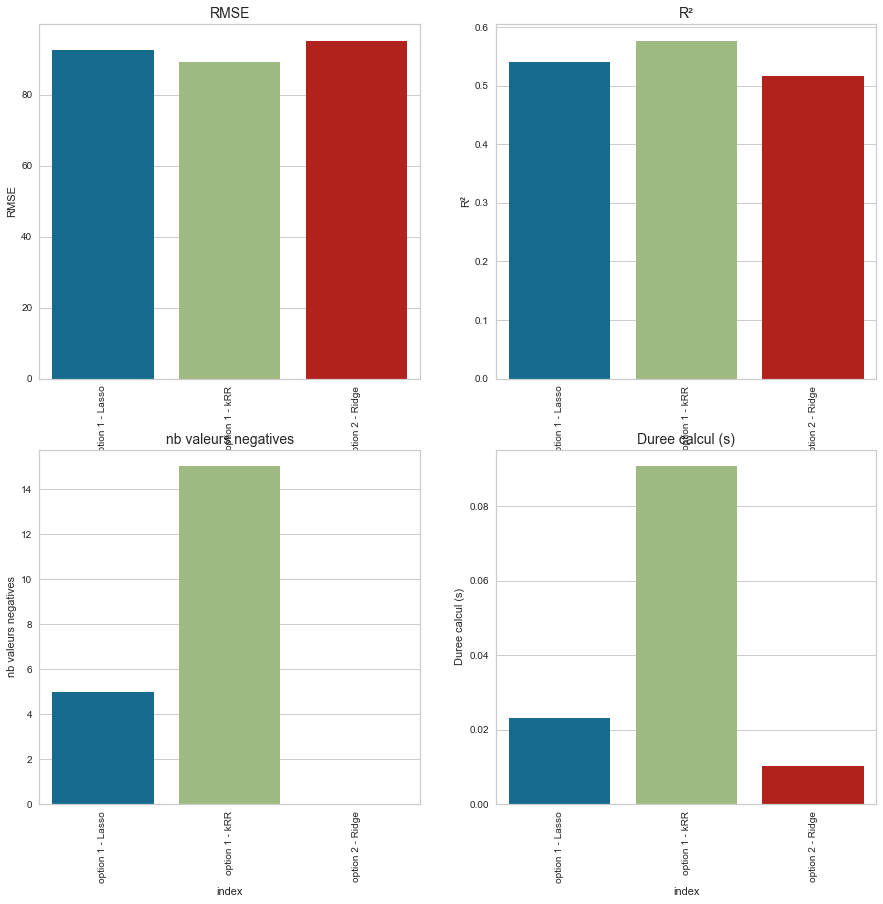 RMSE
R²
RMSE
80
60
40
20
0
R²
0.6
0.5
0.4
0.3
0.2
0.1
0.0
ption 1 - Lasso
option 1 - kRR
ption 2 - Ridge
ption 1 - Lasso
option 1 - kRR
ption 2 - Ridge
nb valeurs negatives
Duree calcul (s)
nb valeurs negatives
14
12
10
8
6
4
2
0
Duree calcul (s)
0.08
0.06
0.04
0.02
0.00
option 1 - Lasso
option 1 - kRR
option 2 - Ridge
option 1 - Lasso
option 1 - kRR
option 2 - Ridge
index
index